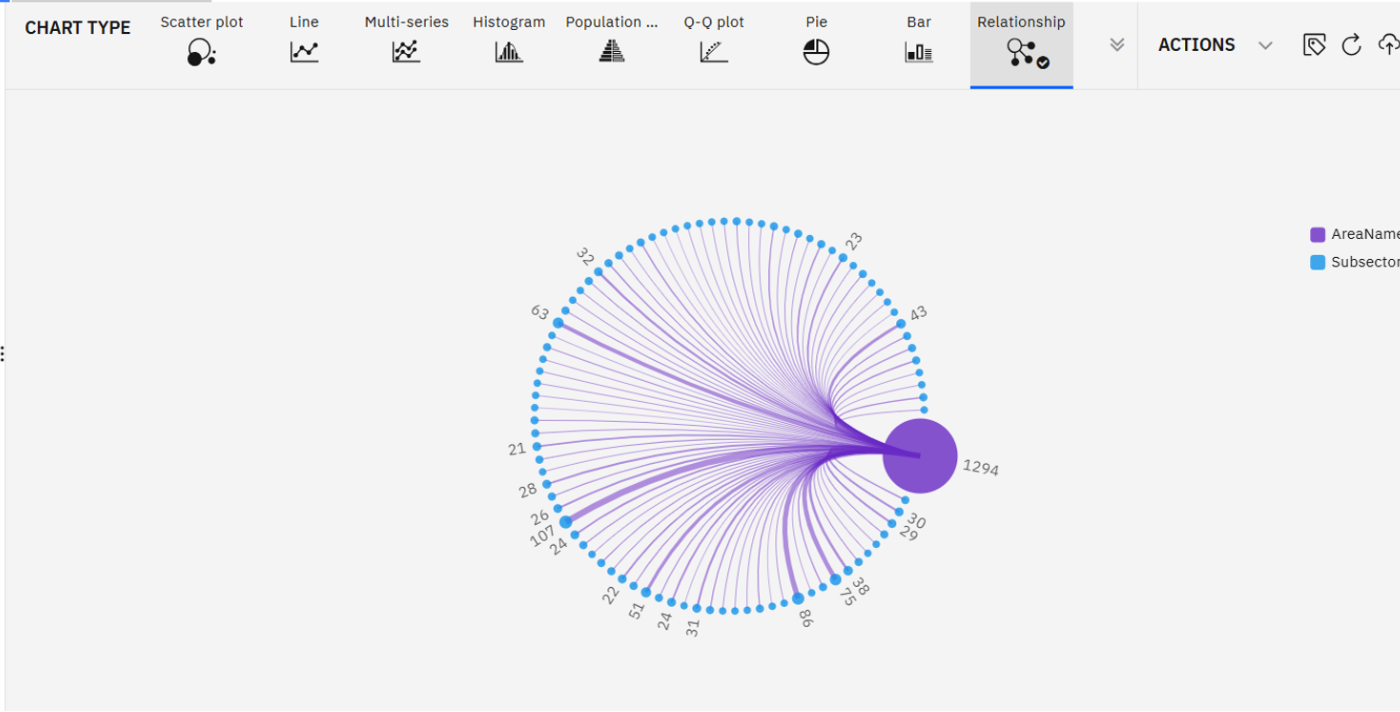 CHART TYPE
Scatter plot
Line
Multi-series
Histogram
Population ...
Q-Q plot
Pie
Bar
Relationship
ACTIONS
AreaName
Subsector
23
32
43
63
1294
21
28
26
107
24
30
29
22
51
24
31
86
75
38